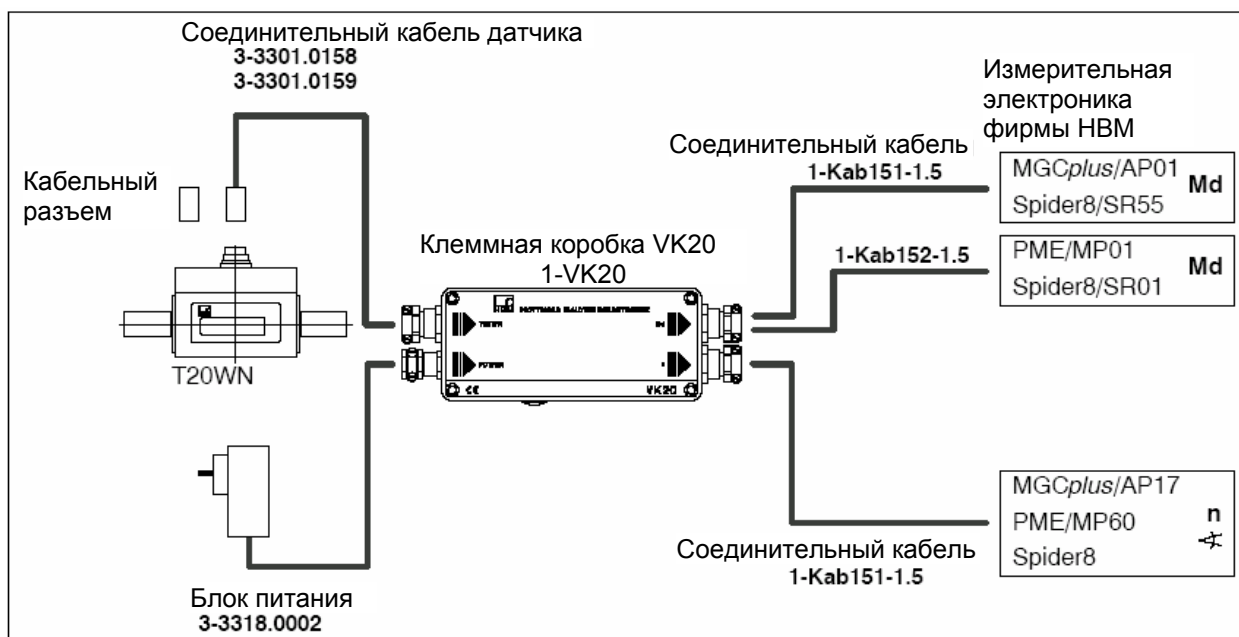 Соединительный кабель датчика
3-3301.0158
3-3301.0159
Измерительная
электроника
фирмы HBM
Соединительный кабель
1-Kab151-1.5
MGCplus/AP01
Md
Spider8/SR55
Кабельный
разъем
Клеммная коробка VK20
1-VK20
1-Kab152-1.5
PME/MP01
Md
Spider8/SR01
POWER
VK20
T20WN
MGCplus/AP17
PME/MP60
n
Spider8
Соединительный кабель
1-Kab151-1.5
Блок питания
3-3318.0002